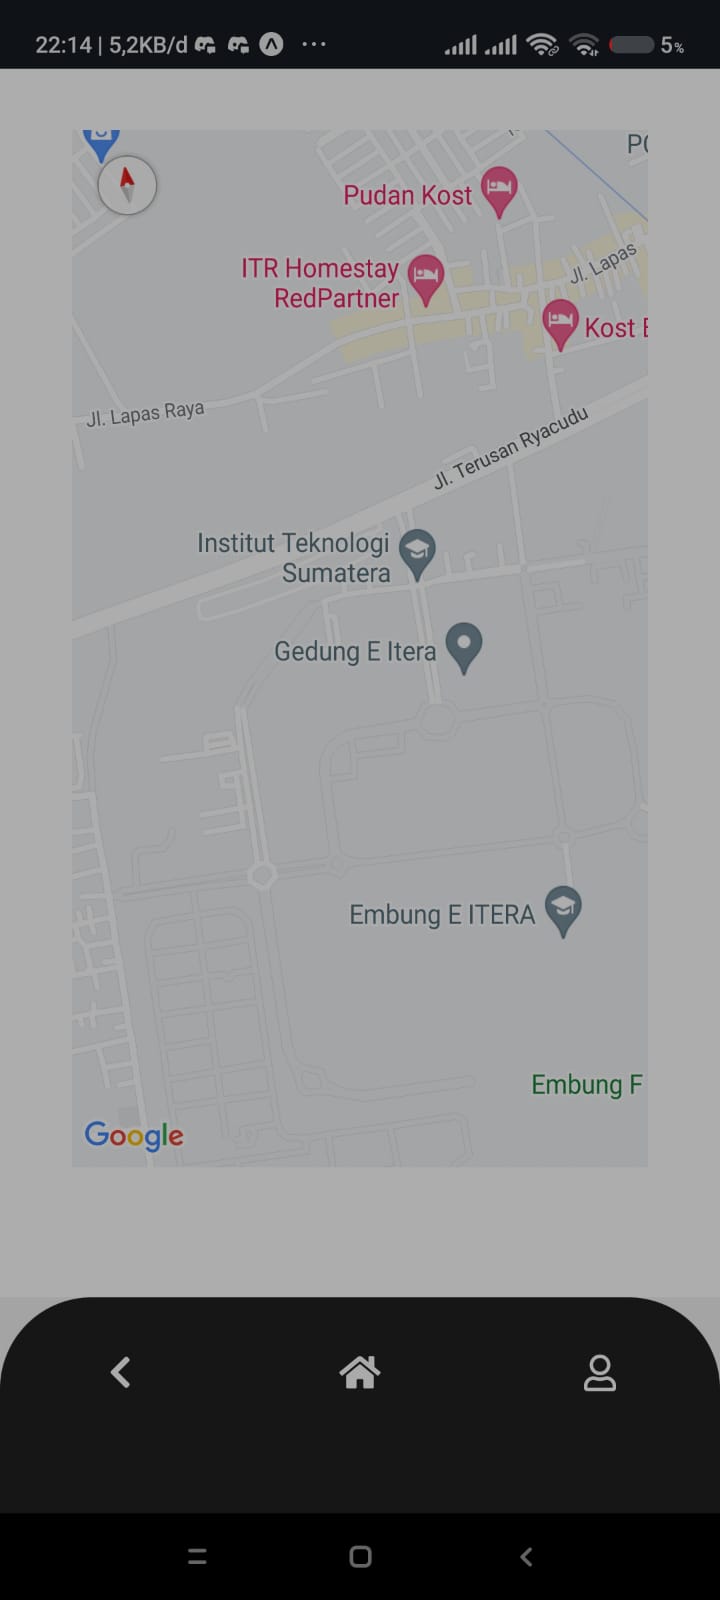 22:14 | 5,2KB/d
5%
Pudan Kost
ITR Homestay
RedPartner
Jl. Lapas
Kost
Jl. Lapas Raya
Jl. Terusan Ryacudu
Institut Teknologi
Sumatera
Gedung E Itera
Embung E ITERA
Embung F
Google